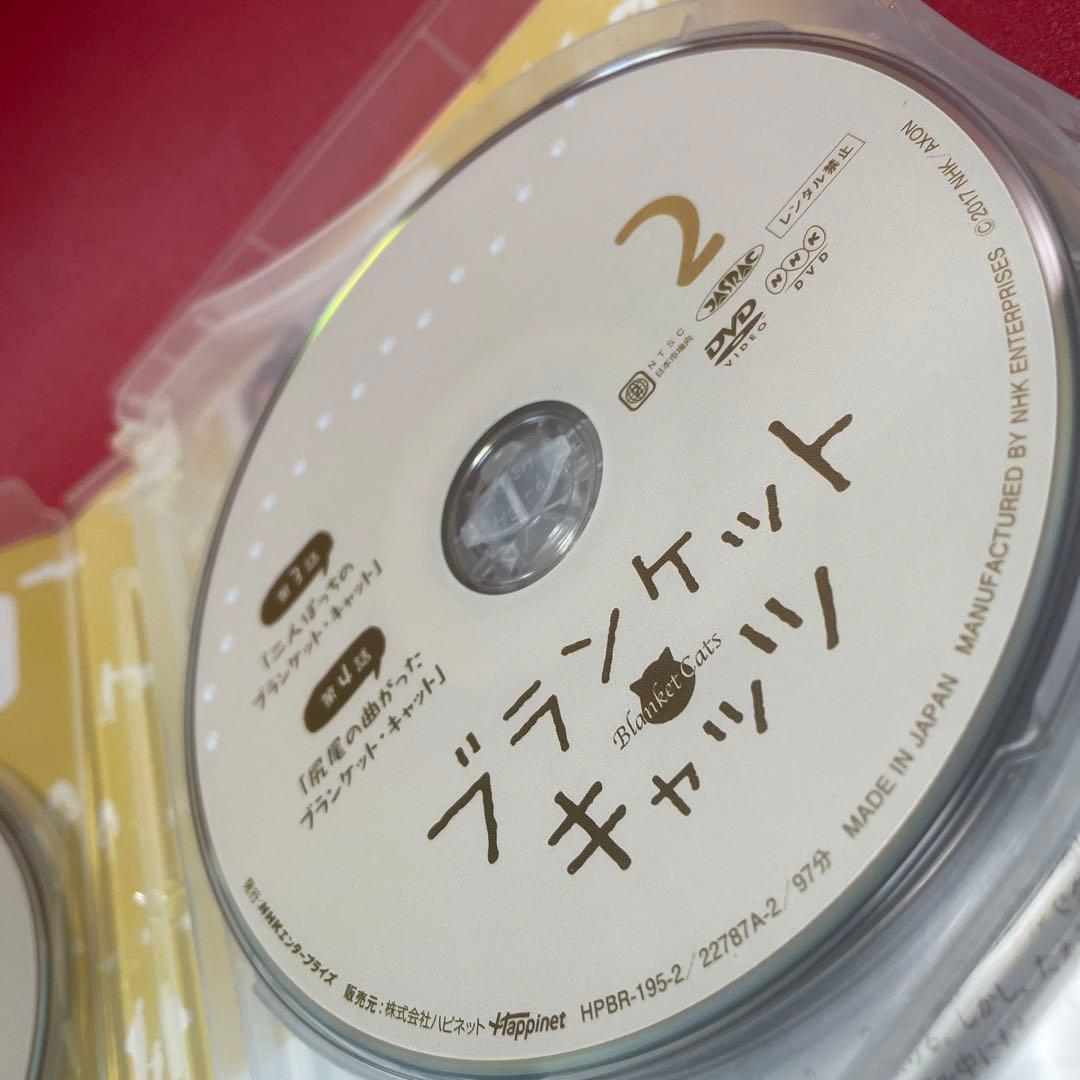 2
レンタル禁止
JASRAC
NHK
DVD
DVD
VIDEO
NTSC
日本市場向
ブランケット
Blanket Cats
キャッツ
第3話
「二人ぼっちの
ブランケット・キャット」
第4話
「尻尾の曲がった
ブランケット・キャット」
発行:NHKエンタープライズ 販売元:株式会社ハピネット Happinet HPBR-195-2/22787A-2/97分 MADE IN JAPAN MANUFACTURED BY NHK ENTERPRISES ©2017 NHK/AXON